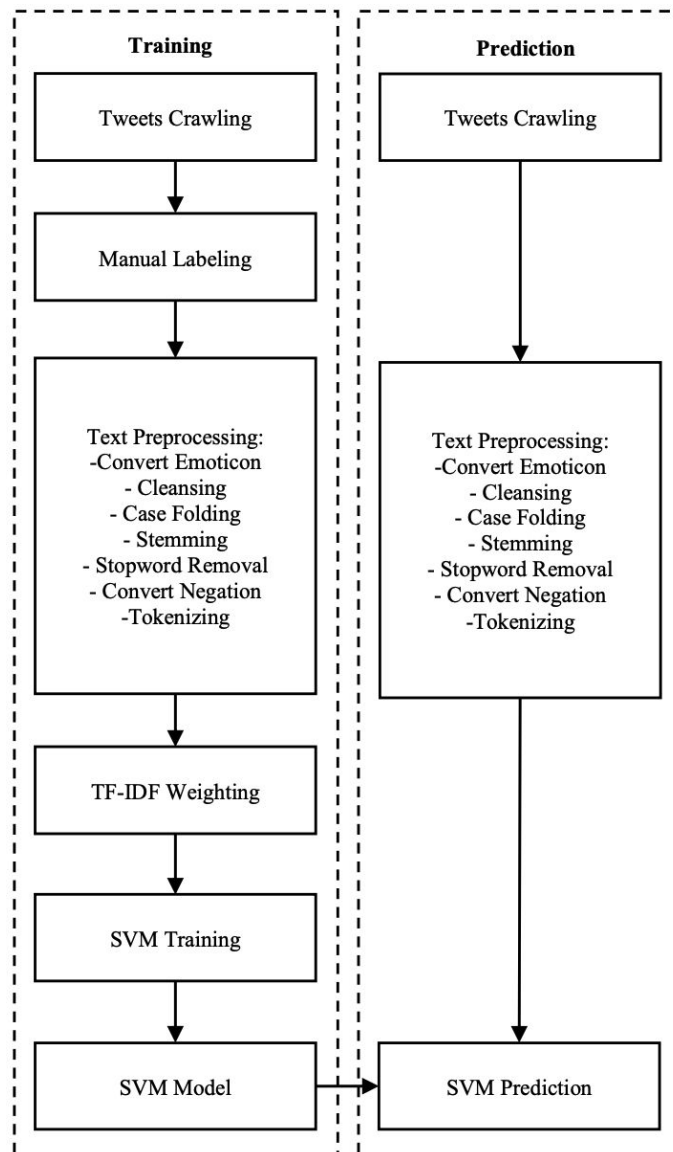 Training
Tweets Crawling
Manual Labeling
Text Preprocessing:
-Convert Emoticon
- Cleansing
- Case Folding
- Stemming
- Stopword Removal
- Convert Negation
-Tokenizing
TF-IDF Weighting
SVM Training
SVM Model
Prediction
Tweets Crawling
Text Preprocessing:
-Convert Emoticon
- Cleansing
- Case Folding
- Stemming
- Stopword Removal
- Convert Negation
-Tokenizing
SVM Prediction